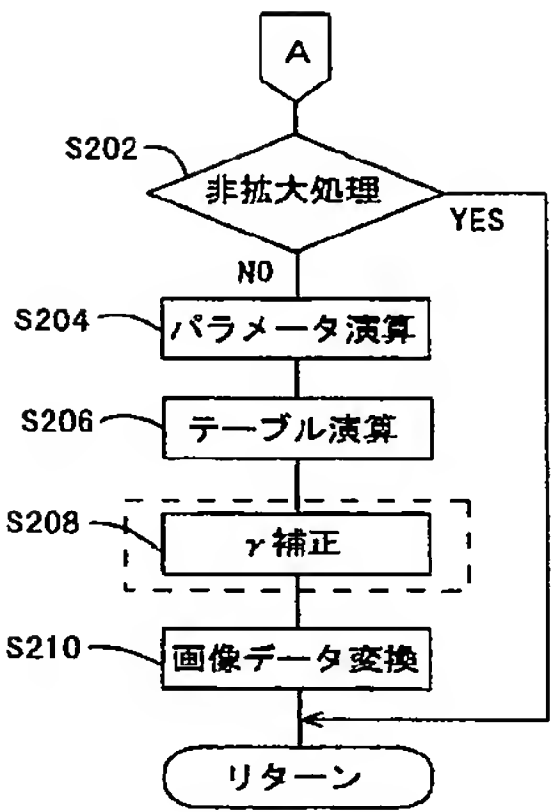 A
S202
非拡大処理
YES
NO
S204
パラメータ演算
S206
テーブル演算
S208
γ補正
S210
画像データ変換
リターン